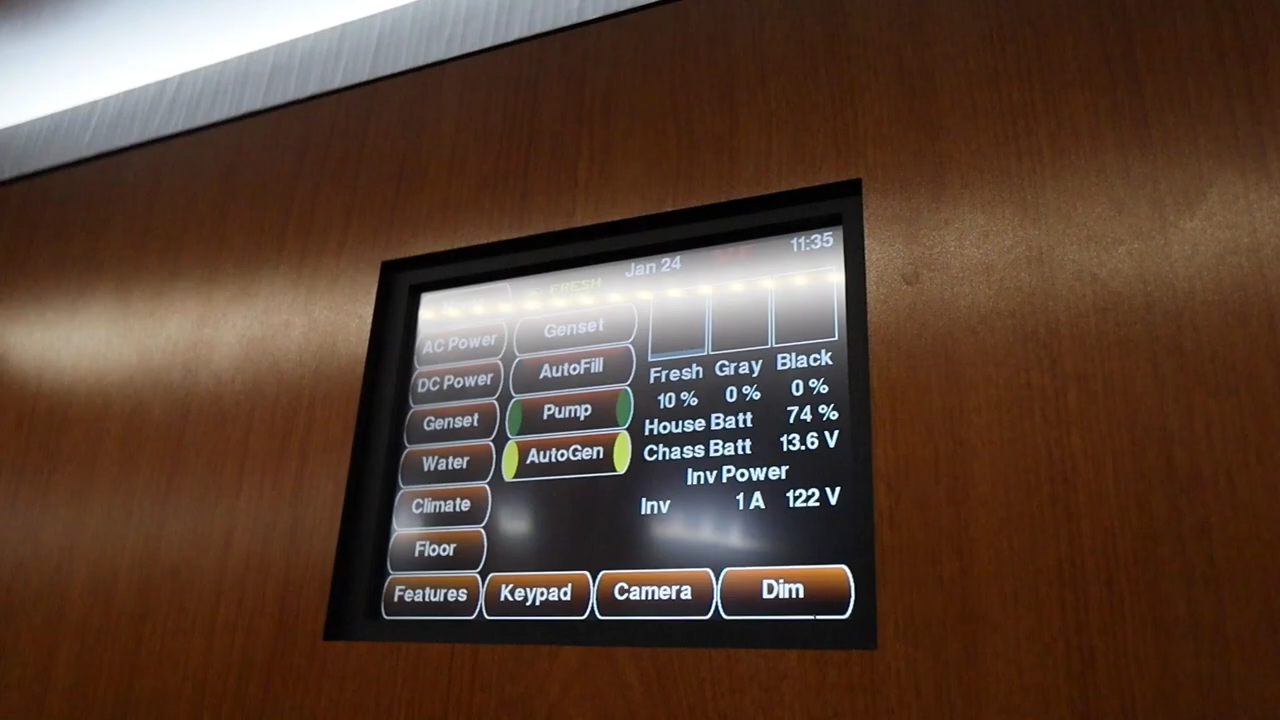 Jan 24
11:35
FRESH
AC Power
DC Power
Genset
Water
Climate
Floor
Genset
AutoFill
Pump
AutoGen
Fresh Gray Black
10 % 0 % 0 %
House Batt 74 %
Chass Batt 13.6 V
Inv Power
Inv 1 A 122 V
Features Keypad Camera Dim